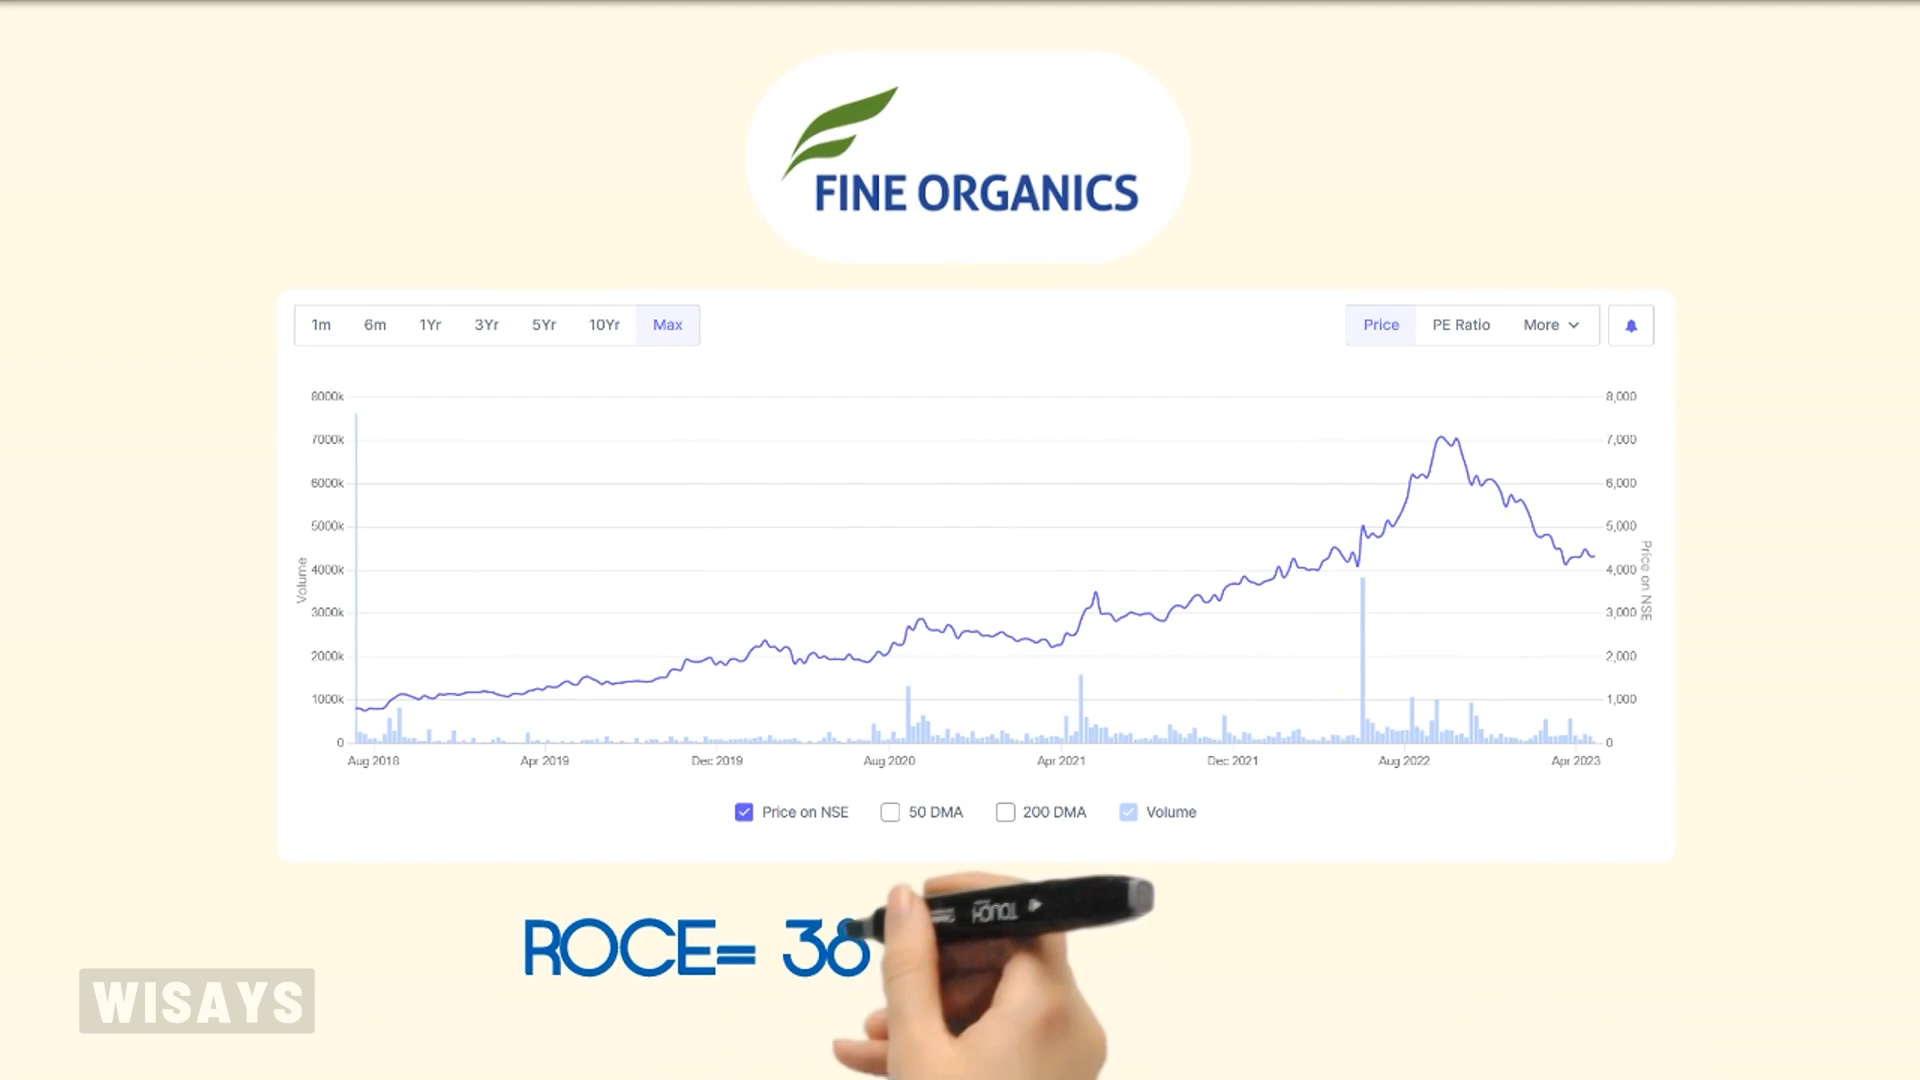 FINE ORGANICS
1m 6m 1Yr 3Yr 5Yr 10Yr Max Price PE Ratio More
8000k 8,000
7000k 7,000
6000k 6,000
5000k 5,000
4000k 4,000
3000k 3,000
2000k 2,000
1000k 1,000
0 0
Volume
Price on NSE
Aug 2018 Apr 2019 Dec 2019 Aug 2020 Apr 2021 Dec 2021 Aug 2022 Apr 2023
Price on NSE 50 DMA 200 DMA Volume
TOUCH
ROCE= 38
WISAYS